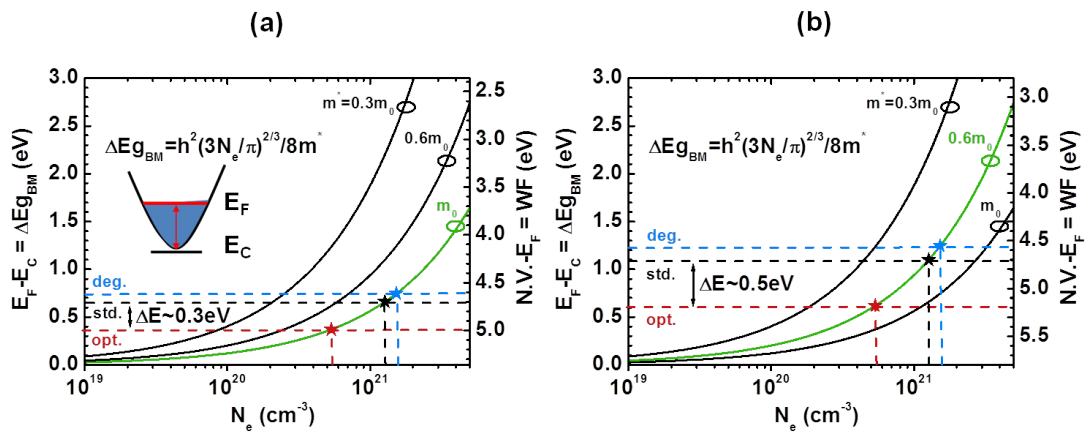 (a)
3.0
2.5
2.0
1.5
1.0
0.5
0.0
E_F-E_C = ΔEg_BM (eV)
m*=0.3m_0
0.6m_0
m_0
ΔEg_BM=h²(3N_e/π)^2/3/8m*
E_F
E_C
deg.
std.
ΔE~0.3eV
opt.
2.5
3.0
3.5
4.0
4.5
5.0
N.V.-E_F = WF (eV)
10^19
10^20
10^21
N_e (cm^-3)
(b)
3.0
2.5
2.0
1.5
1.0
0.5
0.0
E_F-E_C = ΔEg_BM (eV)
m*=0.3m_0
0.6m_0
m_0
ΔEg_BM=h²(3N_e/π)^2/3/8m*
deg.
std.
ΔE~0.5eV
opt.
3.0
3.5
4.0
4.5
5.0
5.5
N.V.-E_F = WF (eV)
10^19
10^20
10^21
N_e (cm^-3)